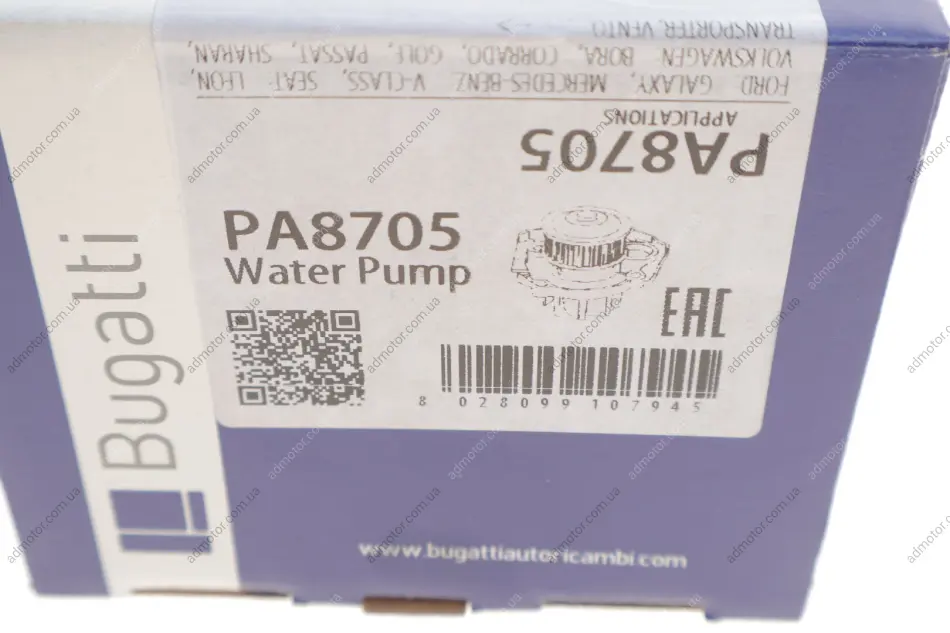 PA8705
APPLICATIONS
FORD GALAXY, MERCEDES-BENZ V-CLASS, SEAT LEON,
VOLKSWAGEN BORA, CORRADO, GOLF, PASSAT, SHARAN,
TRANSPORTER, VENTO
PA8705
Water Pump
EAC
8 028099 107945
Bugatti
www.bugattiautoricambi.com
admotor.com.ua